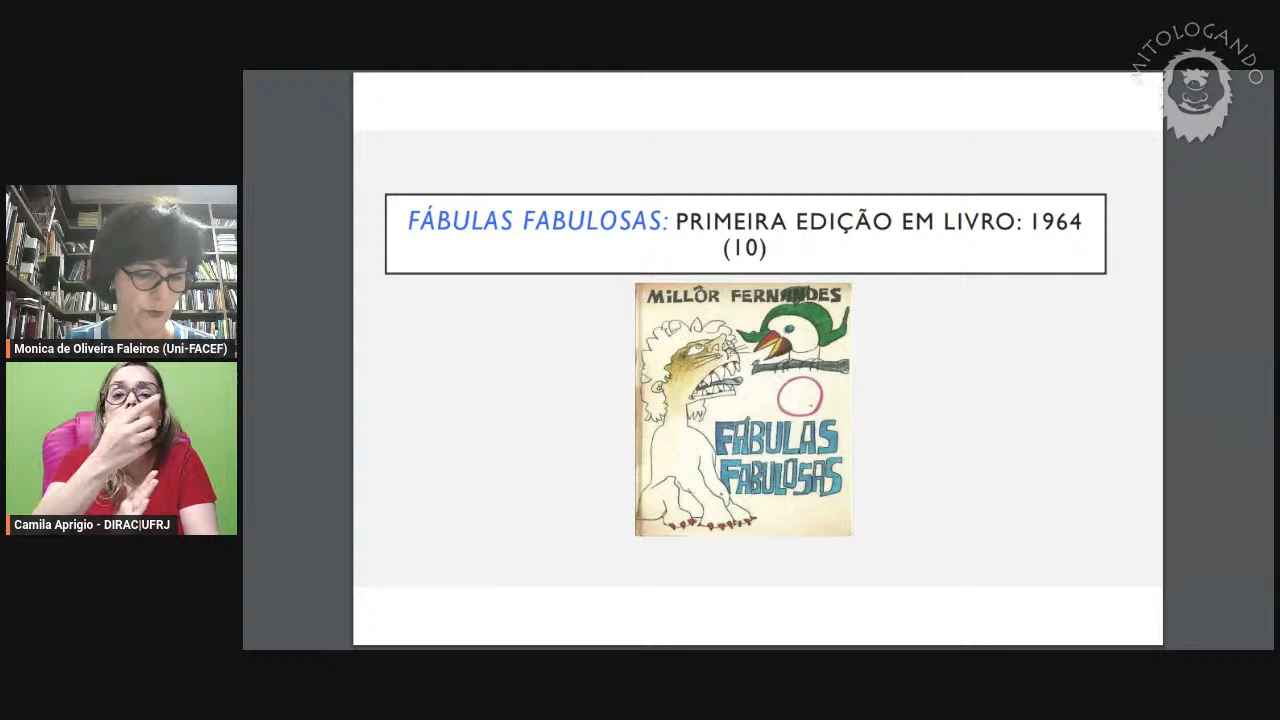 MITOLOGANDO
FÁBULAS FABULOSAS: PRIMEIRA EDIÇÃO EM LIVRO: 1964
(10)
MiLLÔR FERNANDES
FÁBULAS
FABULOSAS
Monica de Oliveira Faleiros (Uni-FACEF)
Camila Aprigio - DIRAC|UFRJ